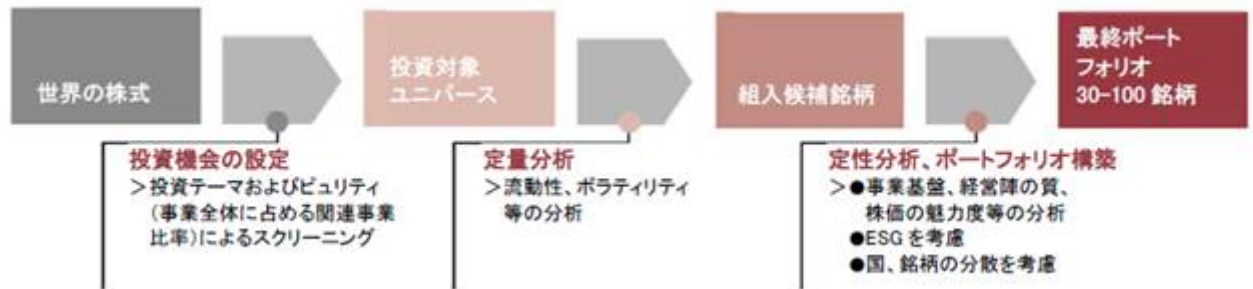 世界の株式
投資対象
ユニバース
組入候補銘柄
最終ポート
フォリオ
30-100 銘柄
投資機会の設定
＞投資テーマおよびピュリティ
（事業全体に占める関連事業
比率）によるスクリーニング
定量分析
＞流動性、ボラティリティ
等の分析
定性分析、ポートフォリオ構築
＞●事業基盤、経営陣の質、
株価の魅力度等の分析
●ESG を考慮
●国、銘柄の分散を考慮